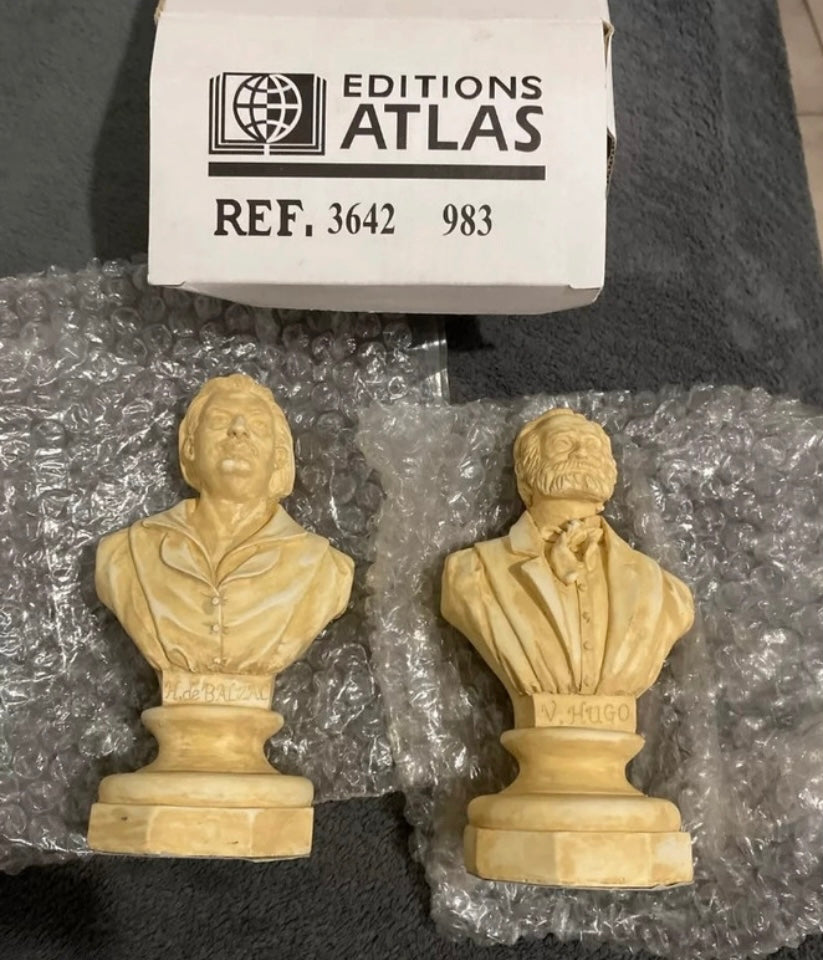 EDITIONS
ATLAS
REF. 3642 983
H. de BALZAC
V. HUGO